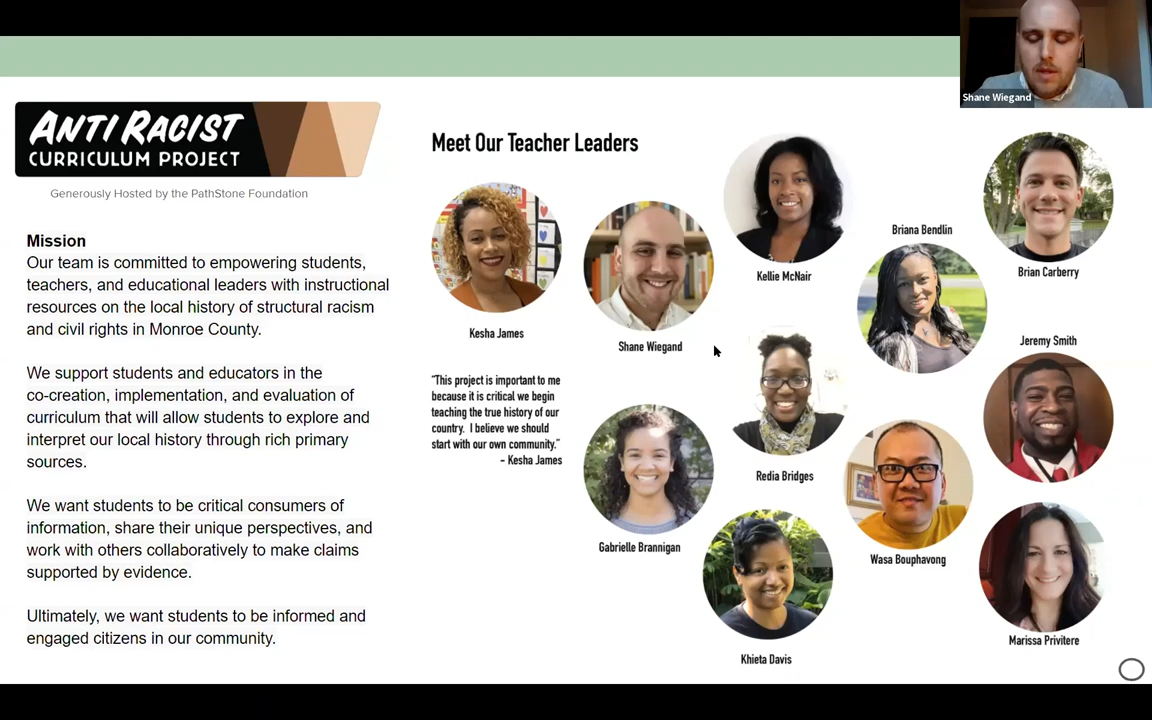 Shane Wiegand
ANTI RACIST
CURRICULUM PROJECT
Generously Hosted by the PathStone Foundation
Mission
Our team is committed to empowering students,
teachers, and educational leaders with instructional
resources on the local history of structural racism
and civil rights in Monroe County.
We support students and educators in the
co-creation, implementation, and evaluation of
curriculum that will allow students to explore and
interpret our local history through rich primary
sources.
We want students to be critical consumers of
information, share their unique perspectives, and
work with others collaboratively to make claims
supported by evidence.
Ultimately, we want students to be informed and
engaged citizens in our community.
Meet Our Teacher Leaders
Kesha James
Shane Wiegand
Kellie McNair
Briana Bendlin
Brian Carberry
"This project is important to me
because it is critical we begin
teaching the true history of our
country. I believe we should
start with our own community."
- Kesha James
Jeremy Smith
Redia Bridges
Gabrielle Brannigan
Wasa Bouphavong
Khieta Davis
Marissa Privitere